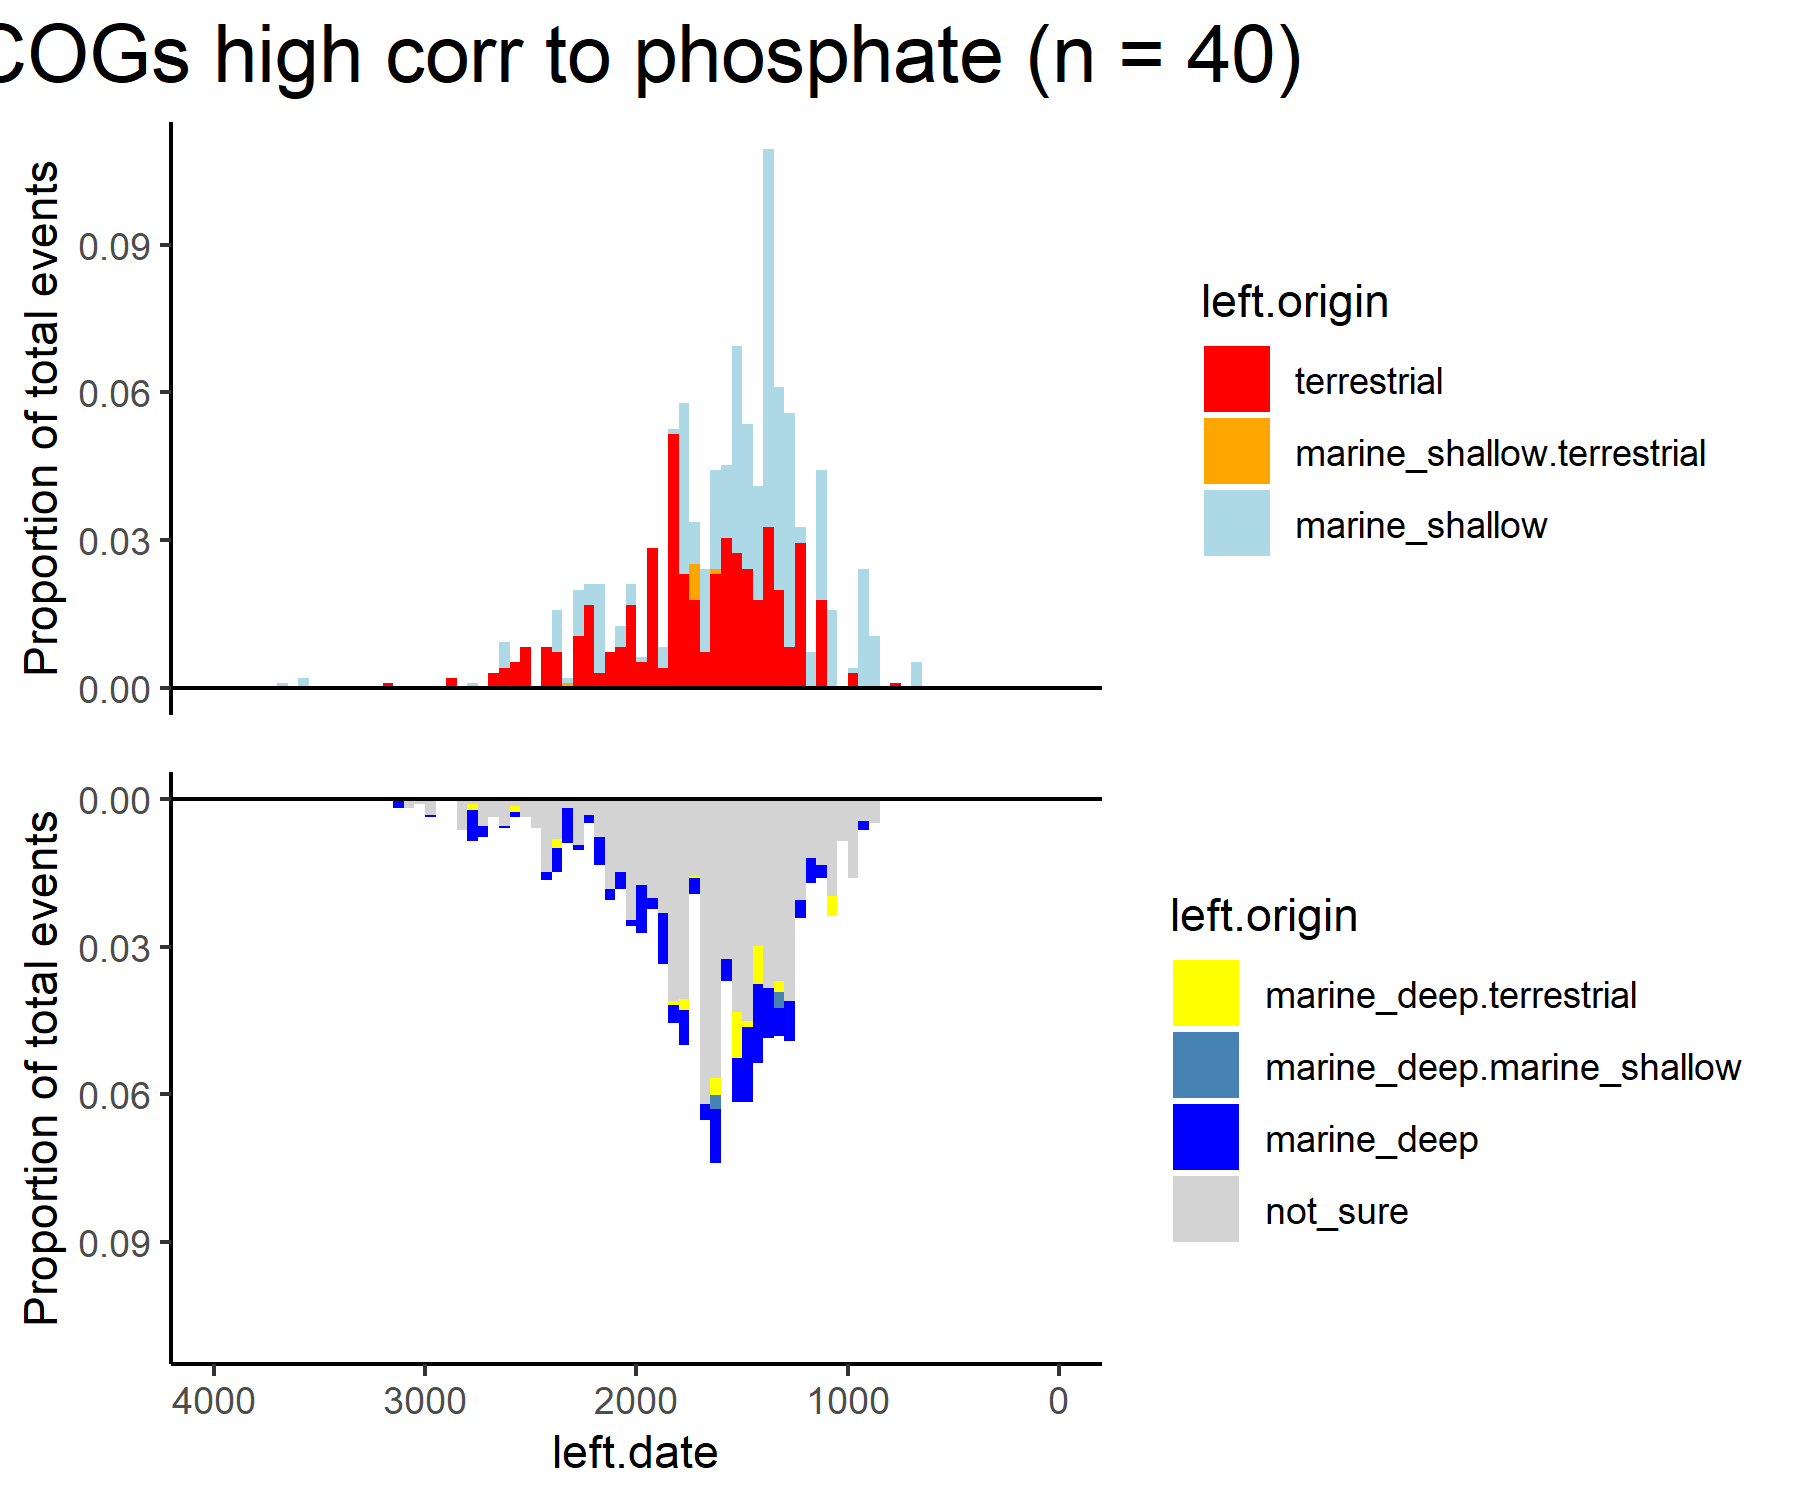 COGs high corr to phosphate (n = 40)
Proportion of total events
0.09
0.06
0.03
0.00
left.origin
terrestrial
marine_shallow.terrestrial
marine_shallow
Proportion of total events
0.00
0.03
0.06
0.09
left.origin
marine_deep.terrestrial
marine_deep.marine_shallow
marine_deep
not_sure
4000 3000 2000 1000 0
left.date